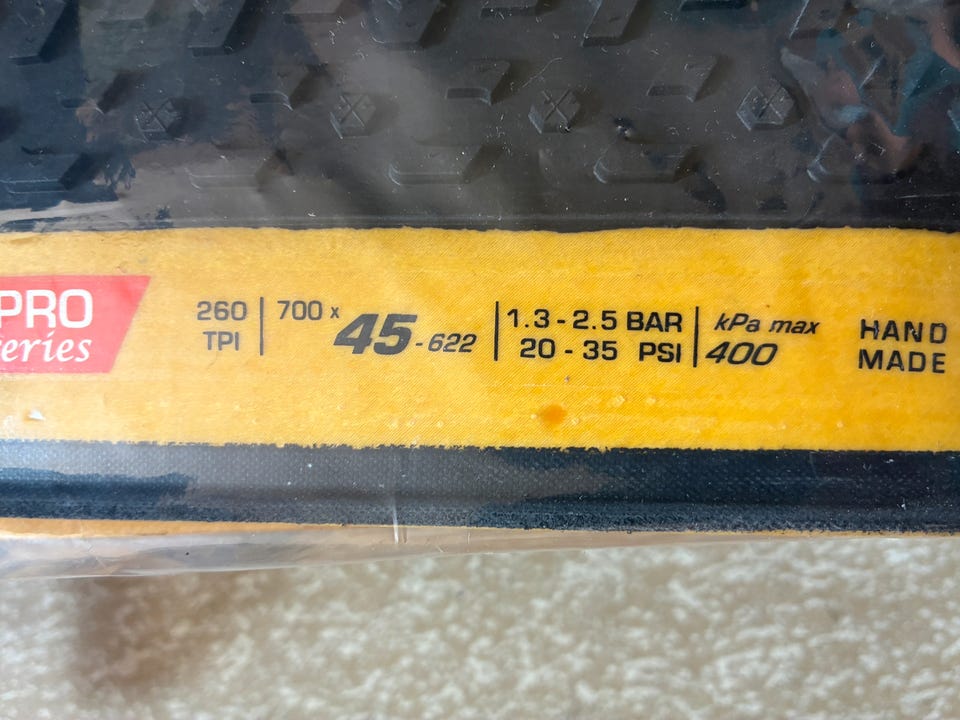 PRO
eries
260
TPI
700 x
45-622
1.3-2.5 BAR
20-35 PSI
kPa max
400
HAND
MADE